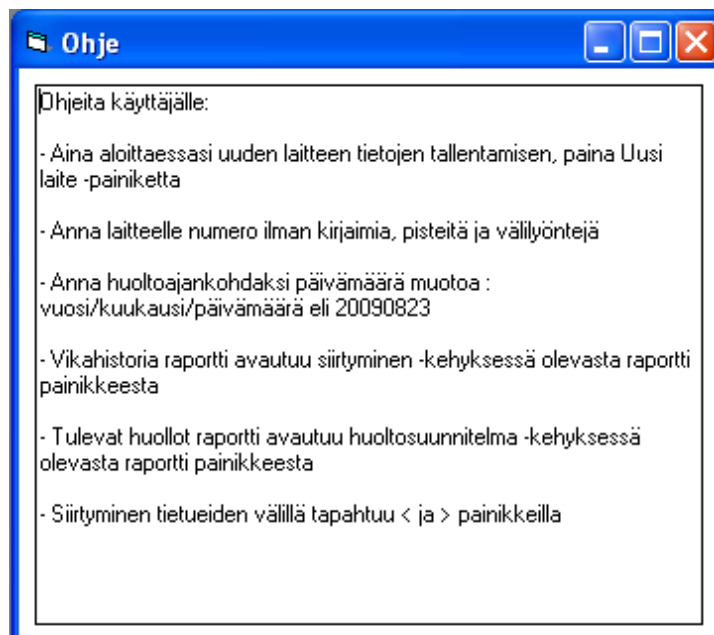 Ohje
Ohjeita käyttäjälle:
- Aina aloittaessasi uuden laitteen tietojen tallentamisen, paina Uusi
laite -painiketta
- Anna laitteelle numero ilman kirjaimia, pisteitä ja välilyöntejä
- Anna huoltoajankohdaksi päivämäärä muotoa :
vuosi/kuukausi/päivämäärä eli 20090823
- Vikahistoria raportti avautuu siirtyminen -kehyksessä olevasta raportti
painikkeesta
- Tulevat huollot raportti avautuu huoltosuunnitelma -kehyksessä
olevasta raportti painikkeesta
- Siirtyminen tietueiden välillä tapahtuu < ja > painikkeilla